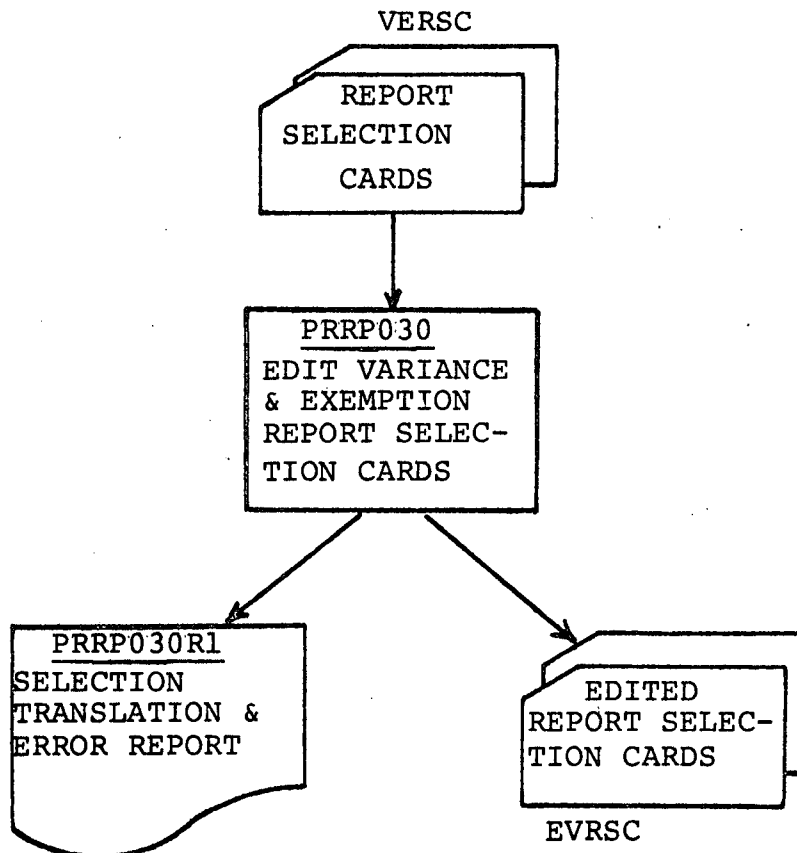 VERSC
REPORT
SELECTION
CARDS
PRRP030
EDIT VARIANCE
& EXEMPTION
REPORT SELEC-
TION CARDS
PRRP030R1
SELECTION
TRANSLATION &
ERROR REPORT
EDITED
REPORT SELEC-
TION CARDS
EVRSC